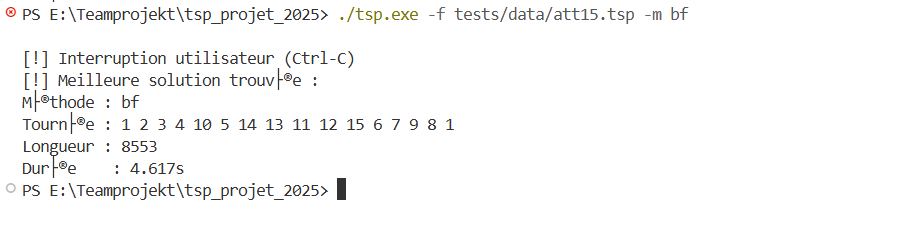 PS E:\Teamprojekt\tsp_projet_2025> ./tsp.exe -f tests/data/att15.tsp -m bf
[!] Interruption utilisateur (Ctrl-C)
[!] Meilleure solution trouv├®e :
M├®thode : bf
Tourn├®e : 1 2 3 4 10 5 14 13 11 12 15 6 7 9 8 1
Longueur : 8553
Dur├®e    : 4.617s
PS E:\Teamprojekt\tsp_projet_2025>